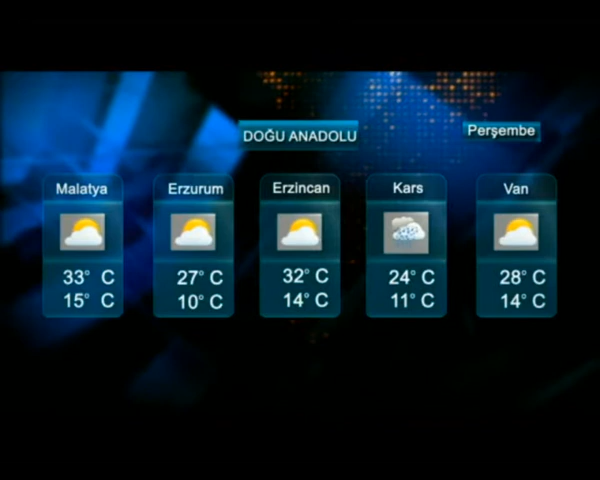 DOĞU ANADOLU
Perşembe
Malatya
33° C
15° C
Erzurum
27° C
10° C
Erzincan
32° C
14° C
Kars
24° C
11° C
Van
28° C
14° C